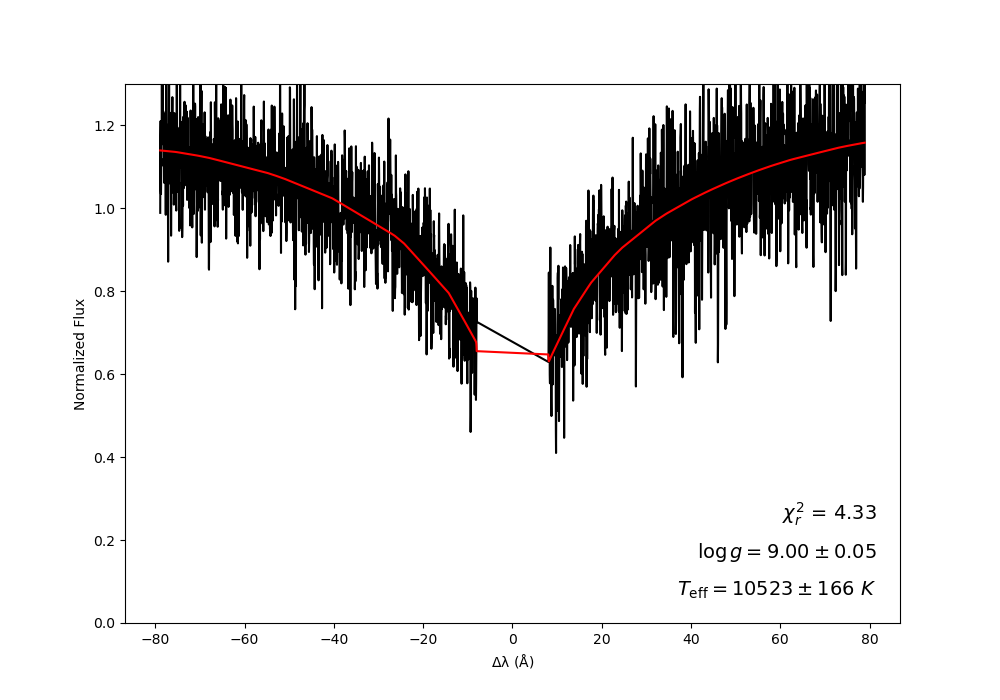 1.2
1.0
0.8
0.6
0.4
0.2
0.0
Normalized Flux
χ²ᵣ = 4.33
log g = 9.00 ± 0.05
T_eff = 10523 ± 166 K
−80 −60 −40 −20 0 20 40 60 80
Δλ (Å)